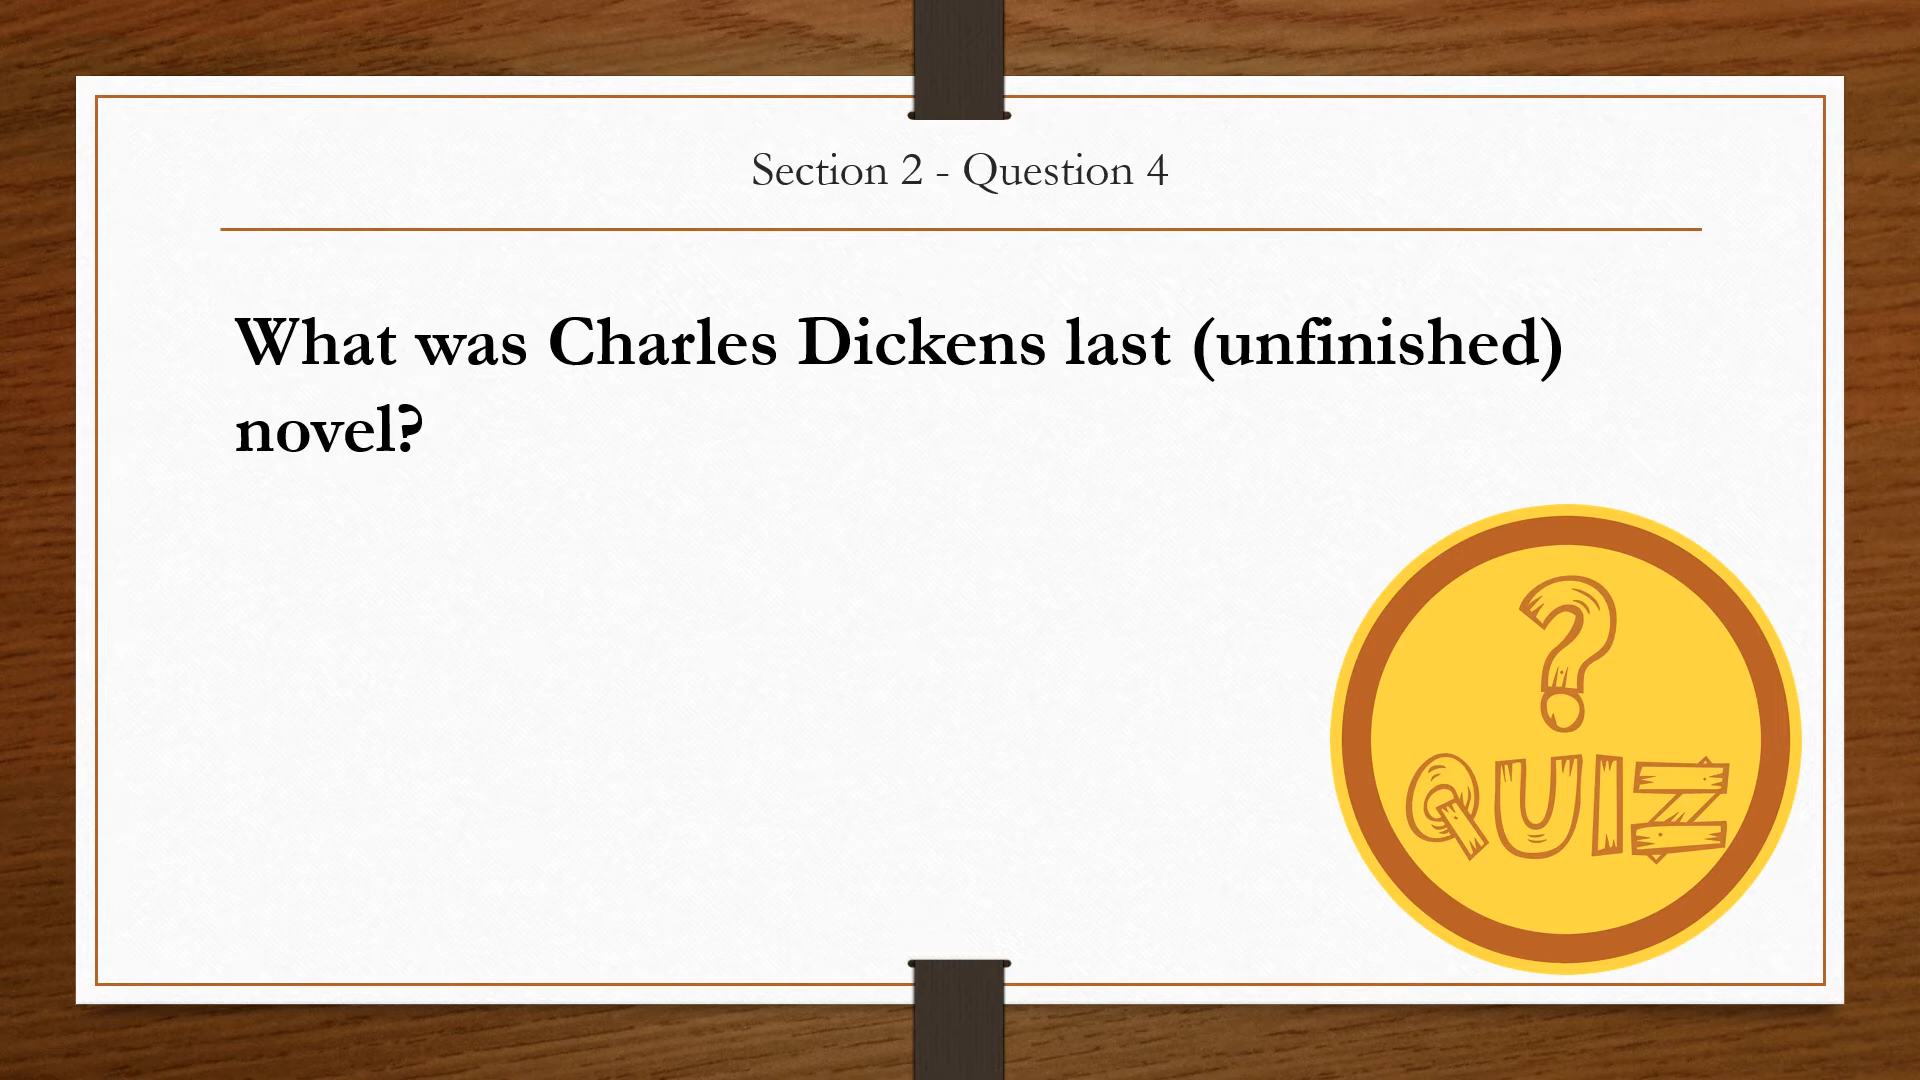 Section 2 - Question 4
What was Charles Dickens last (unfinished)
novel?
?
QUIZ